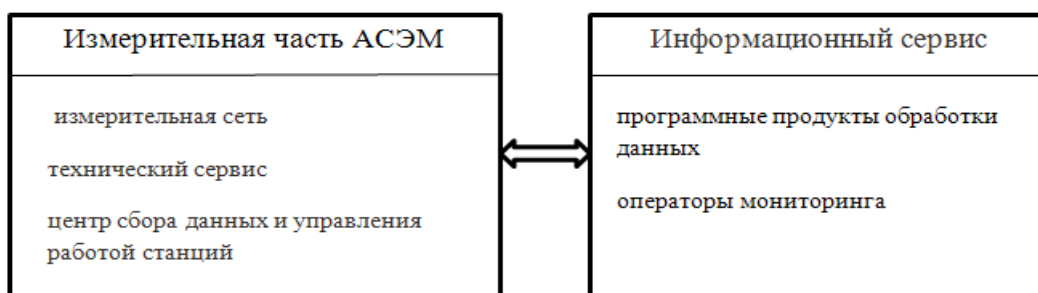 Измерительная часть АСЭМ
измерительная сеть
технический сервис
центр сбора данных и управления
работой станций
Информационный сервис
программные продукты обработки
данных
операторы мониторинга